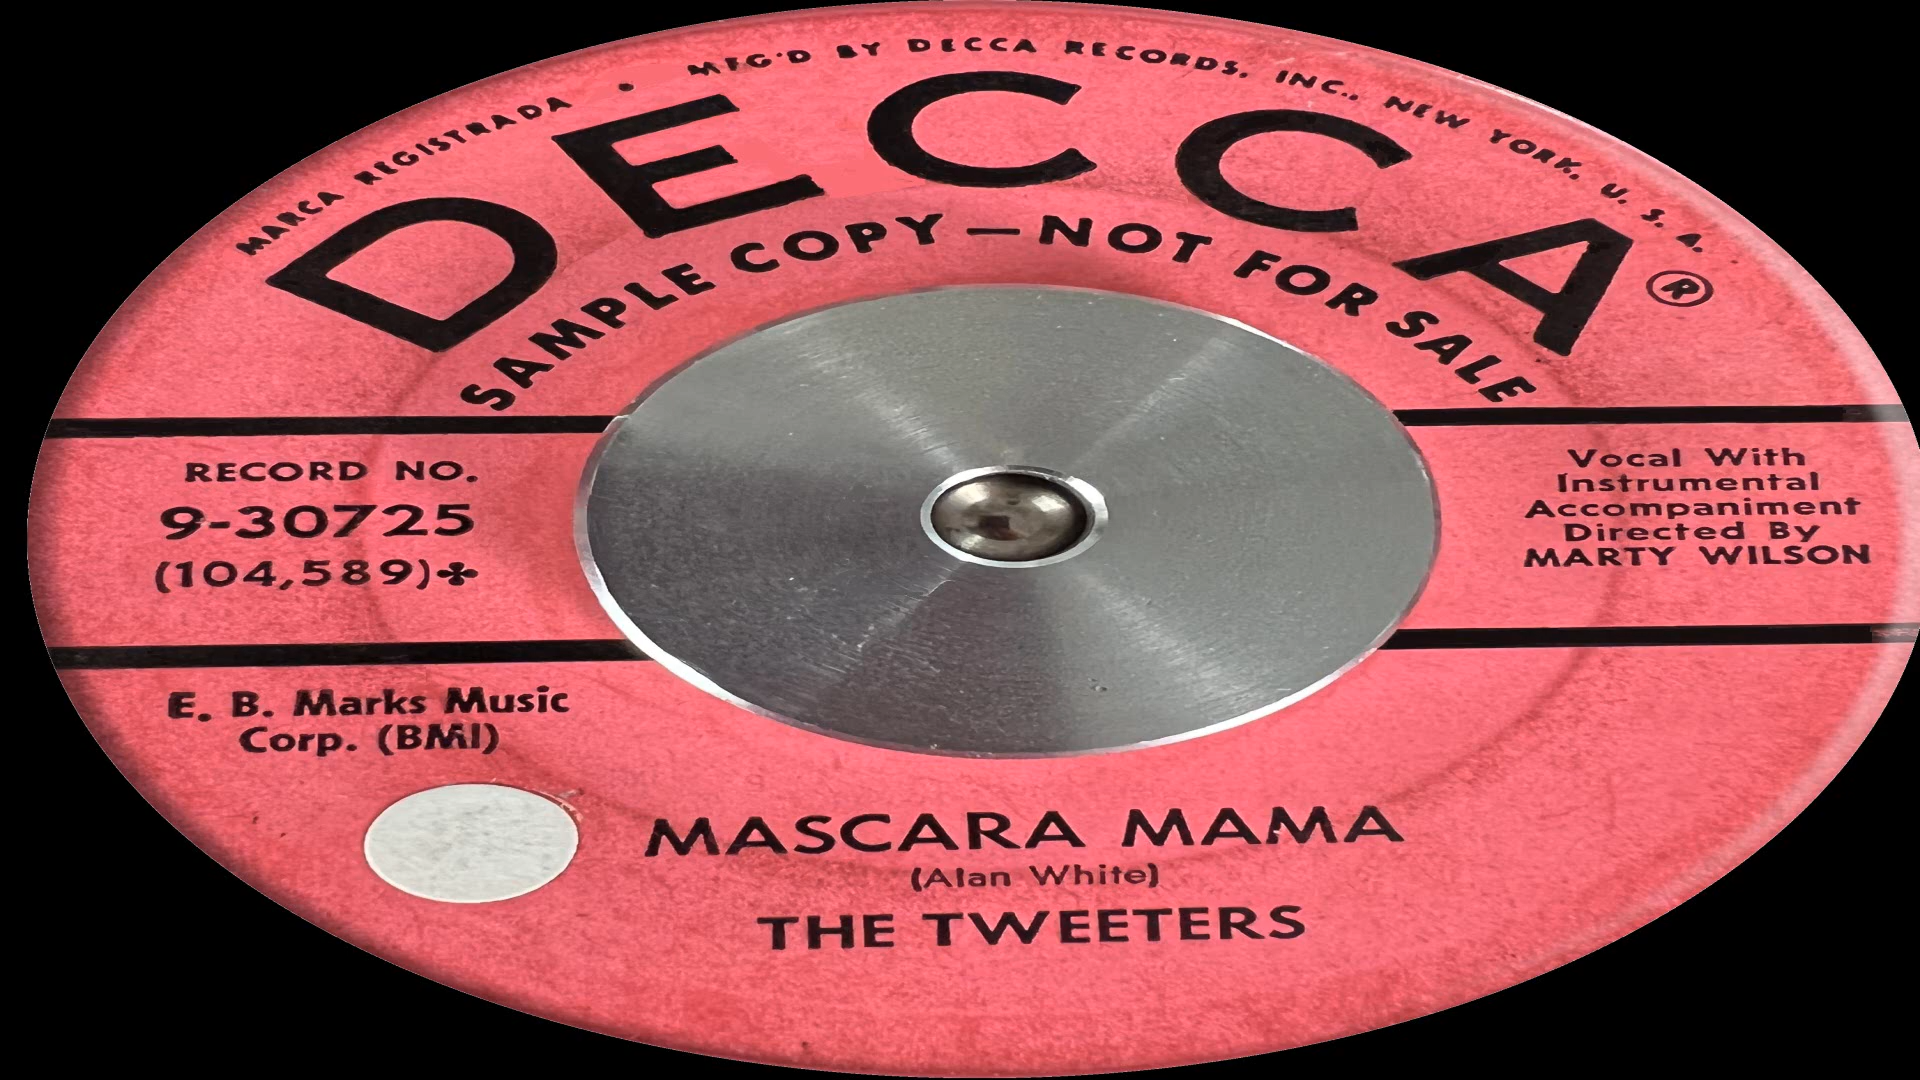 MARCA REGISTRADA • MFG'D BY DECCA RECORDS, INC., NEW YORK, U. S. A.
DECCA®
SAMPLE COPY—NOT FOR SALE
RECORD NO.
9-30725
(104,589)♣
Vocal With
Instrumental
Accompaniment
Directed By
MARTY WILSON
E. B. Marks Music
Corp. (BMI)
MASCARA MAMA
(Alan White)
THE TWEETERS